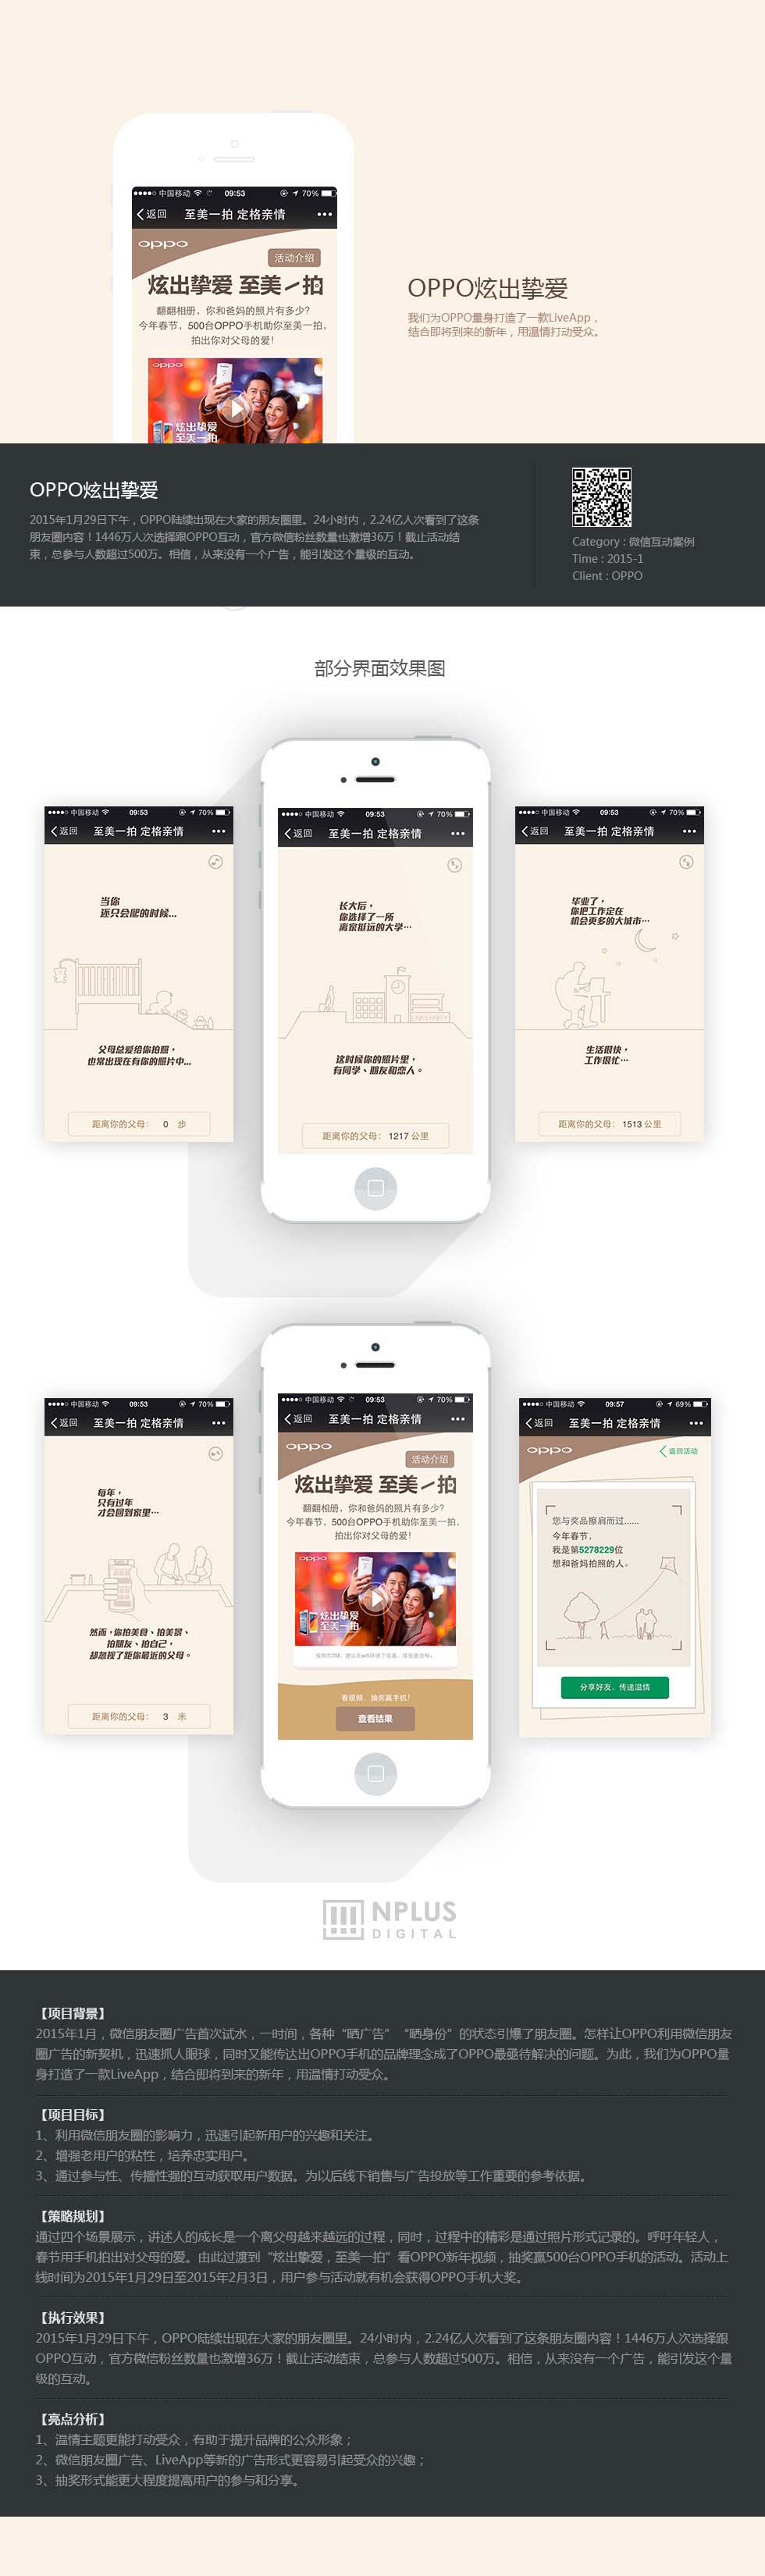 中国移动 09:53 70%
返回 至美一拍 定格亲情
oppo
活动介绍
炫出挚爱 至美一拍
翻翻相册，你和爸妈的照片有多少?
今年春节，500台OPPO手机助你至美一拍，
拍出你对父母的爱!
oppo
炫出挚爱
至美一拍
OPPO炫出挚爱
我们为OPPO量身打造了一款LiveApp，
结合即将到来的新年，用温情打动受众。
OPPO炫出挚爱
2015年1月29日下午，OPPO陆续出现在大家的朋友圈里。24小时内，2.24亿人次看到了这条
朋友圈内容！1446万人次选择跟OPPO互动，官方微信粉丝数量也激增36万！截止活动结
束，总参与人数超过500万。相信，从来没有一个广告，能引发这个量级的互动。
Category : 微信互动案例
Time : 2015-1
Client : OPPO
部分界面效果图
中国移动 09:53 70%
返回 至美一拍 定格亲情
当你
还只会爬的时候...
父母总爱给你拍照，
也常出现在有你的照片中...
距离你的父母： 0 步
中国移动 09:53 70%
返回 至美一拍 定格亲情
长大后，
你选择了一所
离家挺远的大学…
UNIVERSITY
这时候你的照片里，
有同学、朋友和恋人。
距离你的父母： 1217 公里
中国移动 09:53 70%
返回 至美一拍 定格亲情
毕业了，
你把工作定在
机会更多的大城市…
生活很快，
工作很忙…
距离你的父母： 1513 公里
中国移动 09:53 70%
返回 至美一拍 定格亲情
每年，
只有过年
才会回到家里…
然而，你拍美食、拍美景、
拍朋友、拍自己，
却忽视了距你最近的父母。
距离你的父母： 3 米
中国移动 09:53 70%
返回 至美一拍 定格亲情
oppo
活动介绍
炫出挚爱 至美一拍
翻翻相册，你和爸妈的照片有多少?
今年春节，500台OPPO手机助你至美一拍，
拍出你对父母的爱!
oppo
炫出挚爱
至美一拍
看视频，抽奖赢手机!
查看结果
中国移动 09:57 69%
返回 至美一拍 定格亲情
oppo
返回活动
您与奖品擦肩而过......
今年春节，
我是第5278229位
想和爸妈拍照的人。
分享好友，传递温情
NPLUS
DIGITAL
【项目背景】
2015年1月，微信朋友圈广告首次试水，一时间，各种“晒广告”“晒身份”的状态引爆了朋友圈。怎样让OPPO利用微信朋友
圈广告的新契机，迅速抓人眼球，同时又能传达出OPPO手机的品牌理念成了OPPO最亟待解决的问题。为此，我们为OPPO量
身打造了一款LiveApp，结合即将到来的新年，用温情打动受众。
【项目目标】
1、利用微信朋友圈的影响力，迅速引起新用户的兴趣和关注。
2、增强老用户的粘性，培养忠实用户。
3、通过参与性、传播性强的互动获取用户数据。为以后线下销售与广告投放等工作重要的参考依据。
【策略规划】
通过四个场景展示，讲述人的成长是一个离父母越来越远的过程，同时，过程中的精彩是通过照片形式记录的。呼吁年轻人，
春节用手机拍出对父母的爱。由此过渡到“炫出挚爱，至美一拍”看OPPO新年视频，抽奖赢500台OPPO手机的活动。活动上
线时间为2015年1月29日至2015年2月3日，用户参与活动就有机会获得OPPO手机大奖。
【执行效果】
2015年1月29日下午，OPPO陆续出现在大家的朋友圈里。24小时内，2.24亿人次看到了这条朋友圈内容！1446万人次选择跟
OPPO互动，官方微信粉丝数量也激增36万！截止活动结束，总参与人数超过500万。相信，从来没有一个广告，能引发这个量
级的互动。
【亮点分析】
1、温情主题更能打动受众，有助于提升品牌的公众形象；
2、微信朋友圈广告、LiveApp等新的广告形式更容易引起受众的兴趣；
3、抽奖形式能更大程度提高用户的参与和分享。